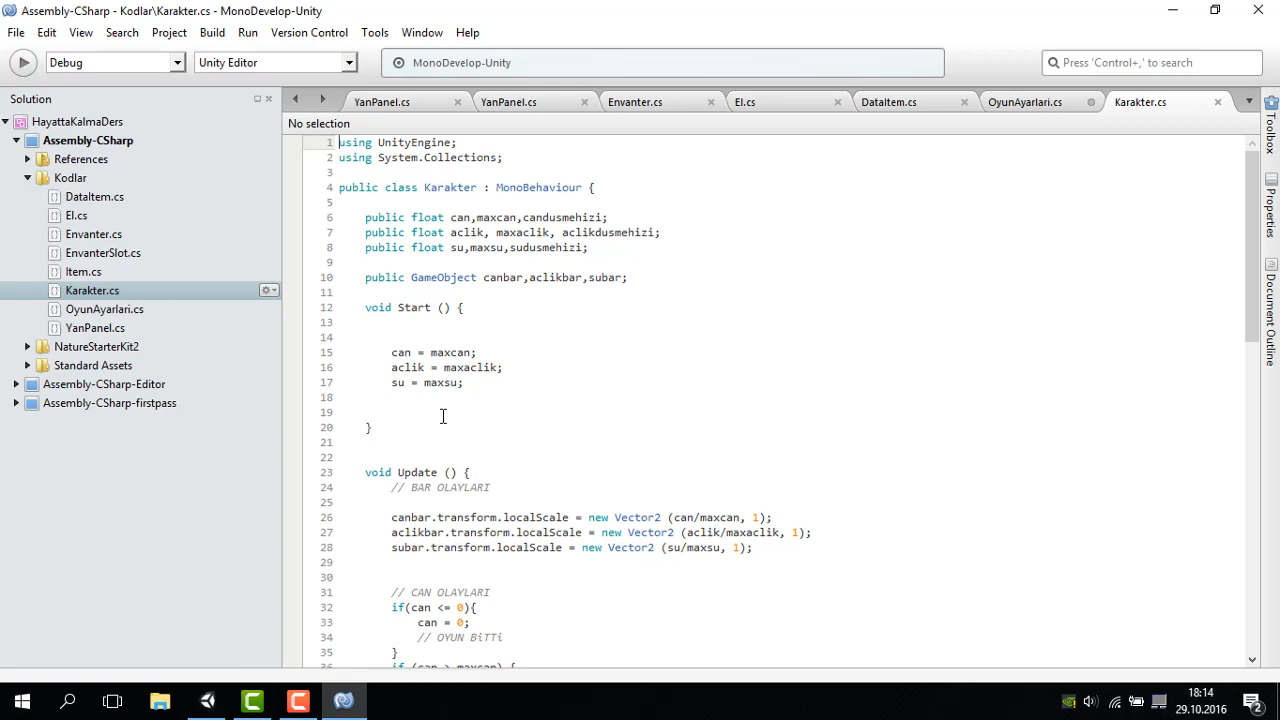 Assembly-CSharp - Kodlar\Karakter.cs - MonoDevelop-Unity
File Edit View Search Project Build Run Version Control Tools Window Help
Debug Unity Editor MonoDevelop-Unity Press 'Control+,' to search
Solution
HayattaKalmaDers
Assembly-CSharp
References
Kodlar
DataItem.cs
El.cs
Envanter.cs
EnvanterSlot.cs
Item.cs
Karakter.cs
OyunAyarlari.cs
YanPanel.cs
NatureStarterKit2
Standard Assets
Assembly-CSharp-Editor
Assembly-CSharp-firstpass
YanPanel.cs YanPanel.cs Envanter.cs El.cs DataItem.cs OyunAyarlari.cs Karakter.cs
No selection
1 using UnityEngine;
2 using System.Collections;
3
4 public class Karakter : MonoBehaviour {
5
6 public float can,maxcan,candusmehizi;
7 public float aclik, maxaclik, aclikdusmehizi;
8 public float su,maxsu,sudusmehizi;
9
10 public GameObject canbar,aclikbar,subar;
11
12 void Start () {
13
14
15 can = maxcan;
16 aclik = maxaclik;
17 su = maxsu;
18
19
20 }
21
22
23 void Update () {
24 // BAR OLAYLARI
25
26 canbar.transform.localScale = new Vector2 (can/maxcan, 1);
27 aclikbar.transform.localScale = new Vector2 (aclik/maxaclik, 1);
28 subar.transform.localScale = new Vector2 (su/maxsu, 1);
29
30
31 // CAN OLAYLARI
32 if(can <= 0){
33 can = 0;
34 // OYUN BiTTi
35 }
36 if (can > maxcan) {
Toolbox
Properties
Document Outline
18:14
29.10.2016
2